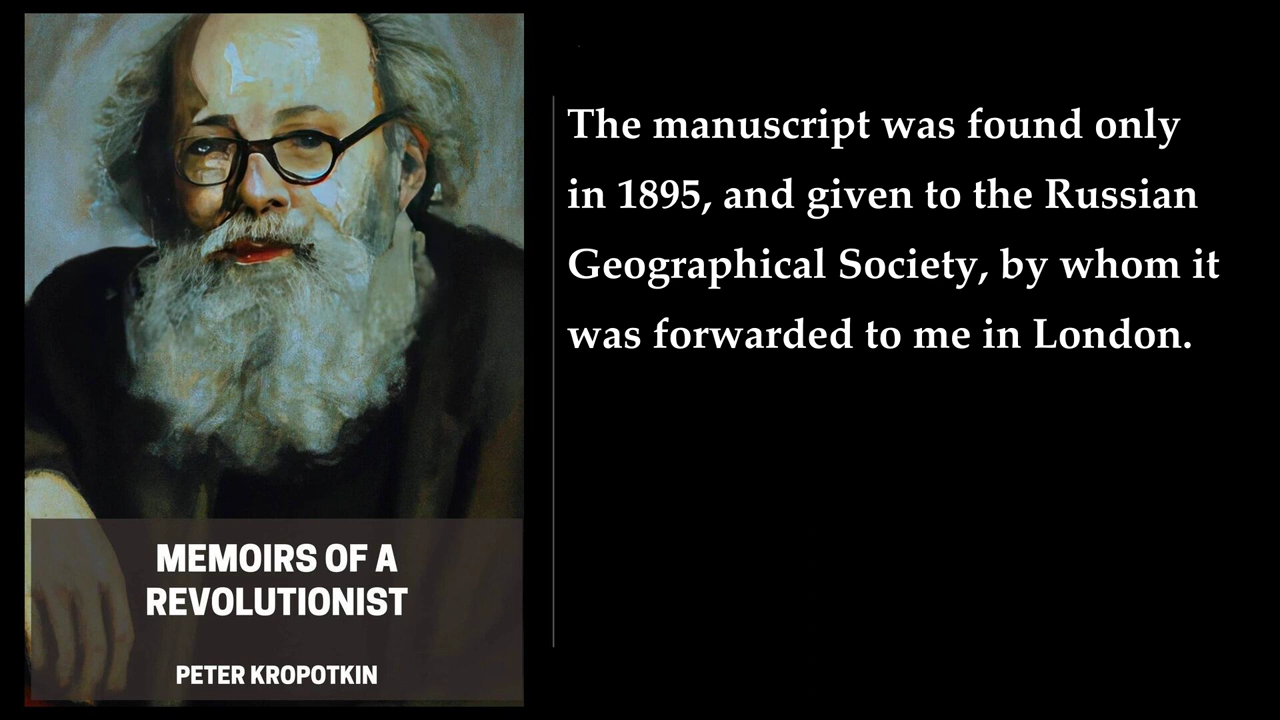 MEMOIRS OF A
REVOLUTIONIST
PETER KROPOTKIN
The manuscript was found only
in 1895, and given to the Russian
Geographical Society, by whom it
was forwarded to me in London.